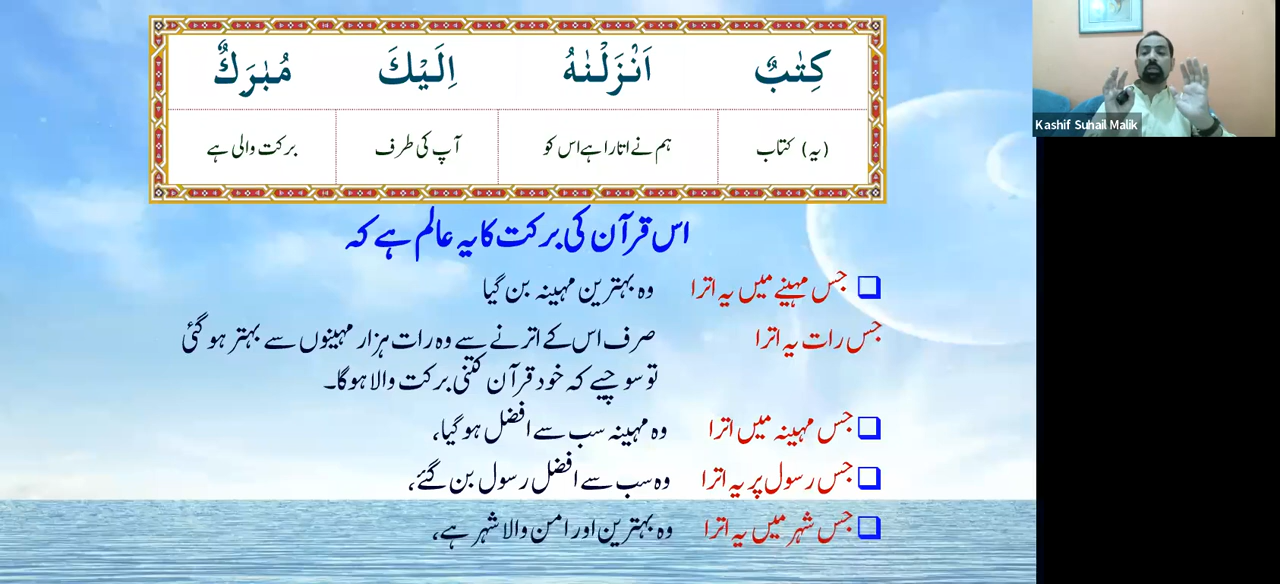 كِتٰبٌ اَنْزَلْنٰهُ اِلَيْكَ مُبٰرَكٌ
(یہ) کتاب ہم نے اتارا ہے اس کو آپ کی طرف برکت والی ہے
اس قرآن کی برکت کا یہ عالم ہے کہ
جس مہینے میں یہ اترا وہ بہترین مہینہ بن گیا
جس رات یہ اترا صرف اس کے اترنے سے وہ رات ہزار مہینوں سے بہتر ہو گئی
تو سوچیے کہ خود قرآن کتنی برکت والا ہوگا۔
جس مہینہ میں اترا وہ مہینہ سب سے افضل ہو گیا،
جس رسول پر یہ اترا وہ سب سے افضل رسول بن گئے،
جس شہر میں یہ اترا وہ بہترین اور امن والا شہر ہے،
Kashif Suhail Malik